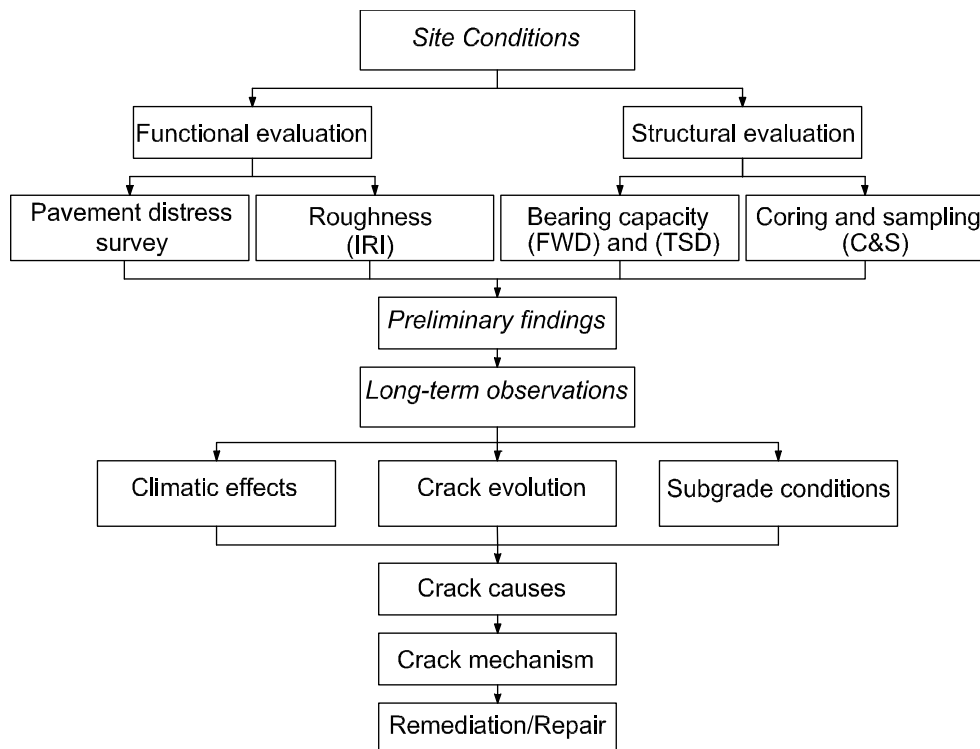 Site Conditions
Functional evaluation
Structural evaluation
Pavement distress
survey
Roughness
(IRI)
Bearing capacity
(FWD) and (TSD)
Coring and sampling
(C&S)
Preliminary findings
Long-term observations
Climatic effects
Crack evolution
Subgrade conditions
Crack causes
Crack mechanism
Remediation/Repair